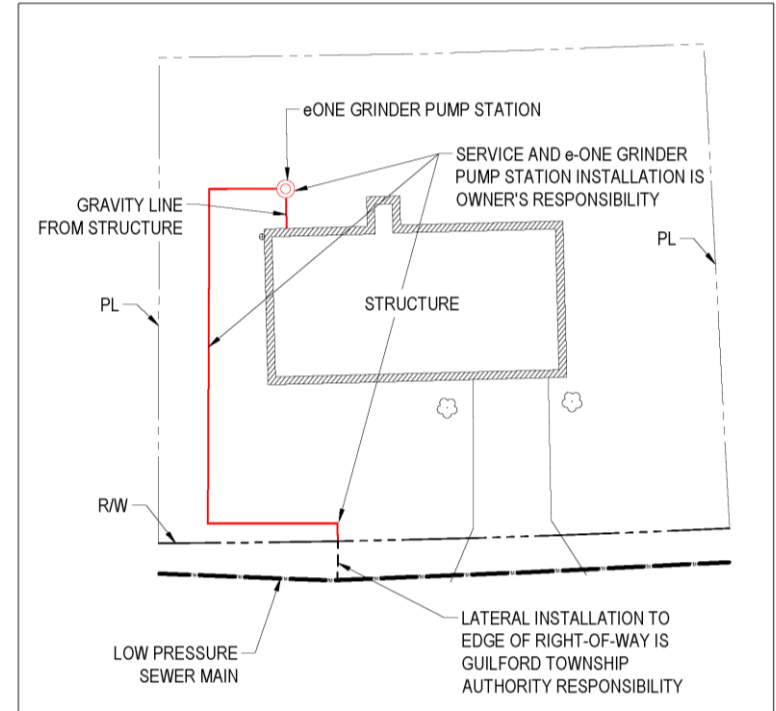 eONE GRINDER PUMP STATION
SERVICE AND e-ONE GRINDER
PUMP STATION INSTALLATION IS
OWNER'S RESPONSIBILITY
GRAVITY LINE
FROM STRUCTURE
PL
PL
STRUCTURE
R/W
LOW PRESSURE
SEWER MAIN
LATERAL INSTALLATION TO
EDGE OF RIGHT-OF-WAY IS
GUILFORD TOWNSHIP
AUTHORITY RESPONSIBILITY